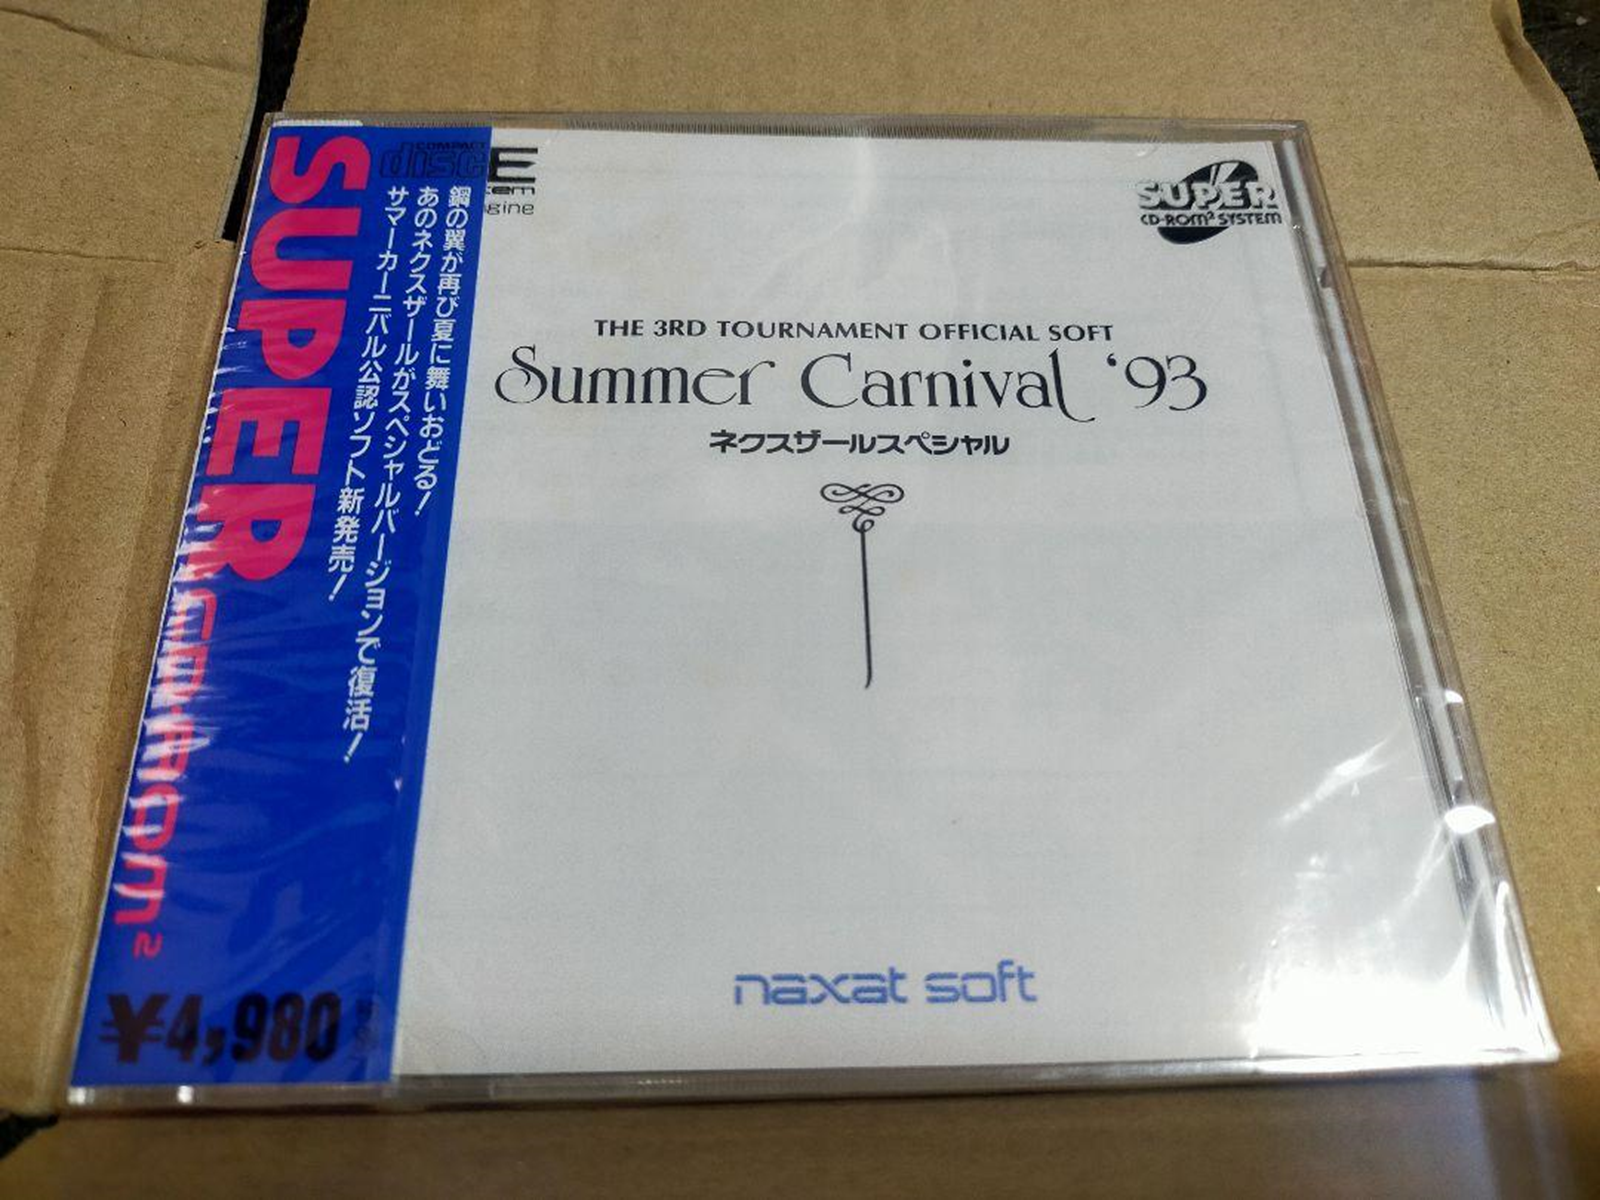 SUPER CD-ROM²
鋼の翼が再び夏に舞いおどる!
あのネクスザールがスペシャルバージョンで復活!
サマーカーニバル公認ソフト新発売!
¥4,980
COMPACT
disc
SUPER
CD-ROM² SYSTEM
THE 3RD TOURNAMENT OFFICIAL SOFT
Summer Carnival '93
ネクスザールスペシャル
naxat soft